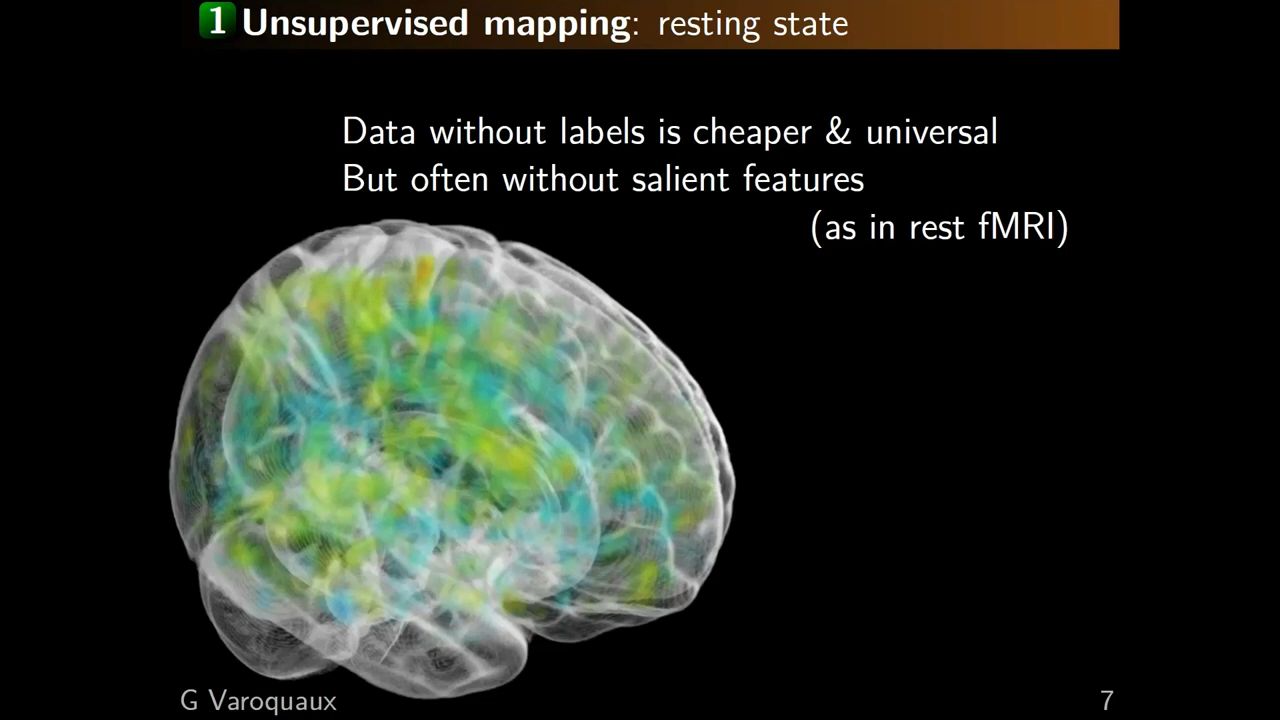 1 Unsupervised mapping: resting state
Data without labels is cheaper & universal
But often without salient features
(as in rest fMRI)
G Varoquaux
7